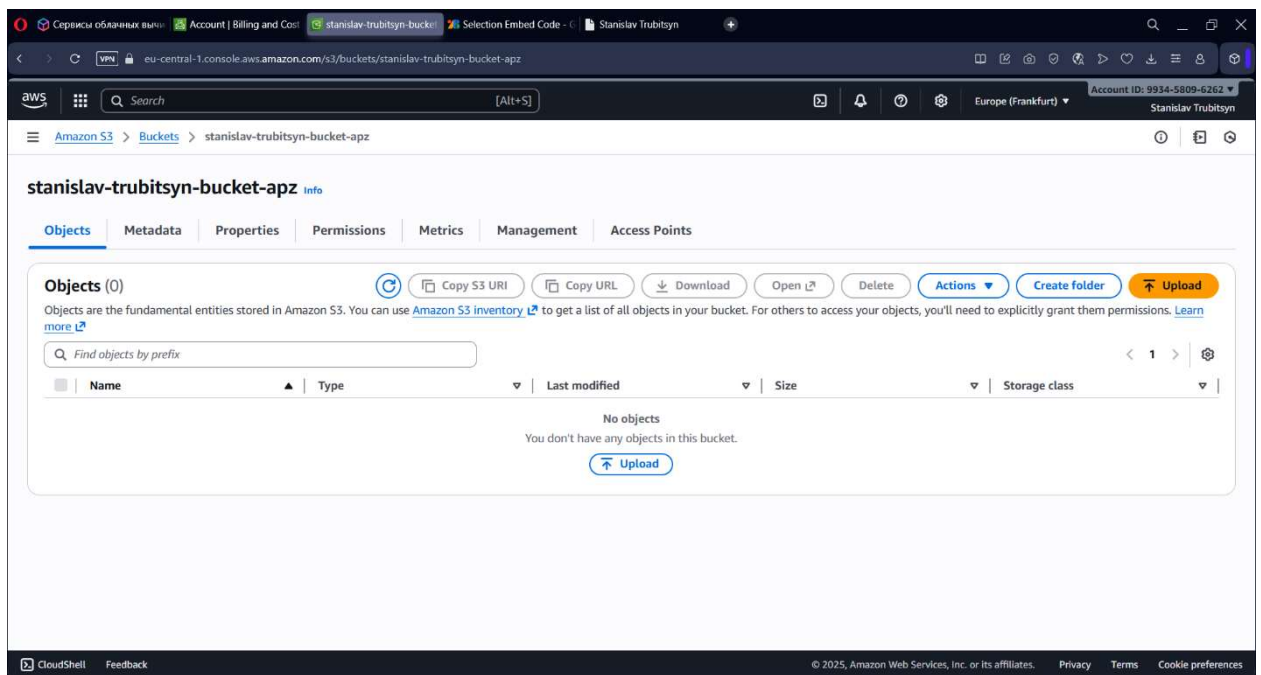 Сервисы облачных вычи Account | Billing and Cost stanislav-trubitsyn-bucket Selection Embed Code - G Stanislav Trubitsyn
VPN eu-central-1.console.aws.amazon.com/s3/buckets/stanislav-trubitsyn-bucket-apz
aws Search [Alt+S] Europe (Frankfurt) Account ID: 9934-5809-6262
Stanislav Trubitsyn
Amazon S3 > Buckets > stanislav-trubitsyn-bucket-apz
stanislav-trubitsyn-bucket-apz Info
Objects Metadata Properties Permissions Metrics Management Access Points
Objects (0) Copy S3 URI Copy URL Download Open Delete Actions Create folder Upload
Objects are the fundamental entities stored in Amazon S3. You can use Amazon S3 inventory to get a list of all objects in your bucket. For others to access your objects, you'll need to explicitly grant them permissions. Learn
more
Find objects by prefix < 1 >
Name Type Last modified Size Storage class
No objects
You don't have any objects in this bucket.
Upload
CloudShell Feedback © 2025, Amazon Web Services, Inc. or its affiliates. Privacy Terms Cookie preferences